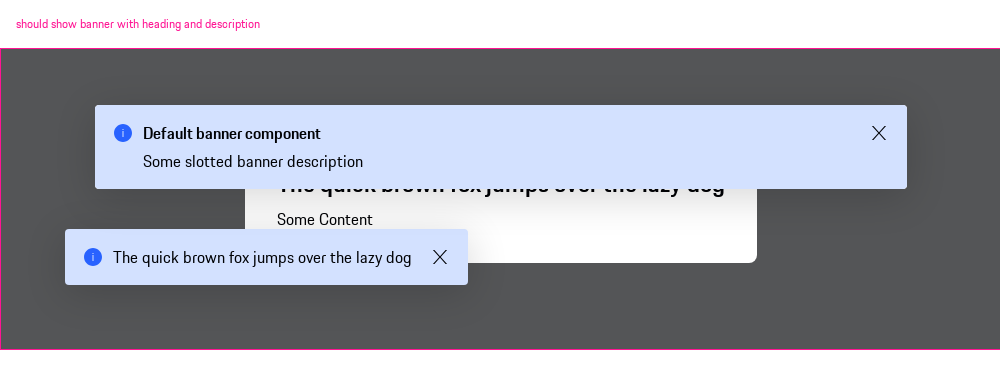 should show banner with heading and description
Default banner component
Some slotted banner description
The quick brown fox jumps over the lazy dog
Some Content
The quick brown fox jumps over the lazy dog